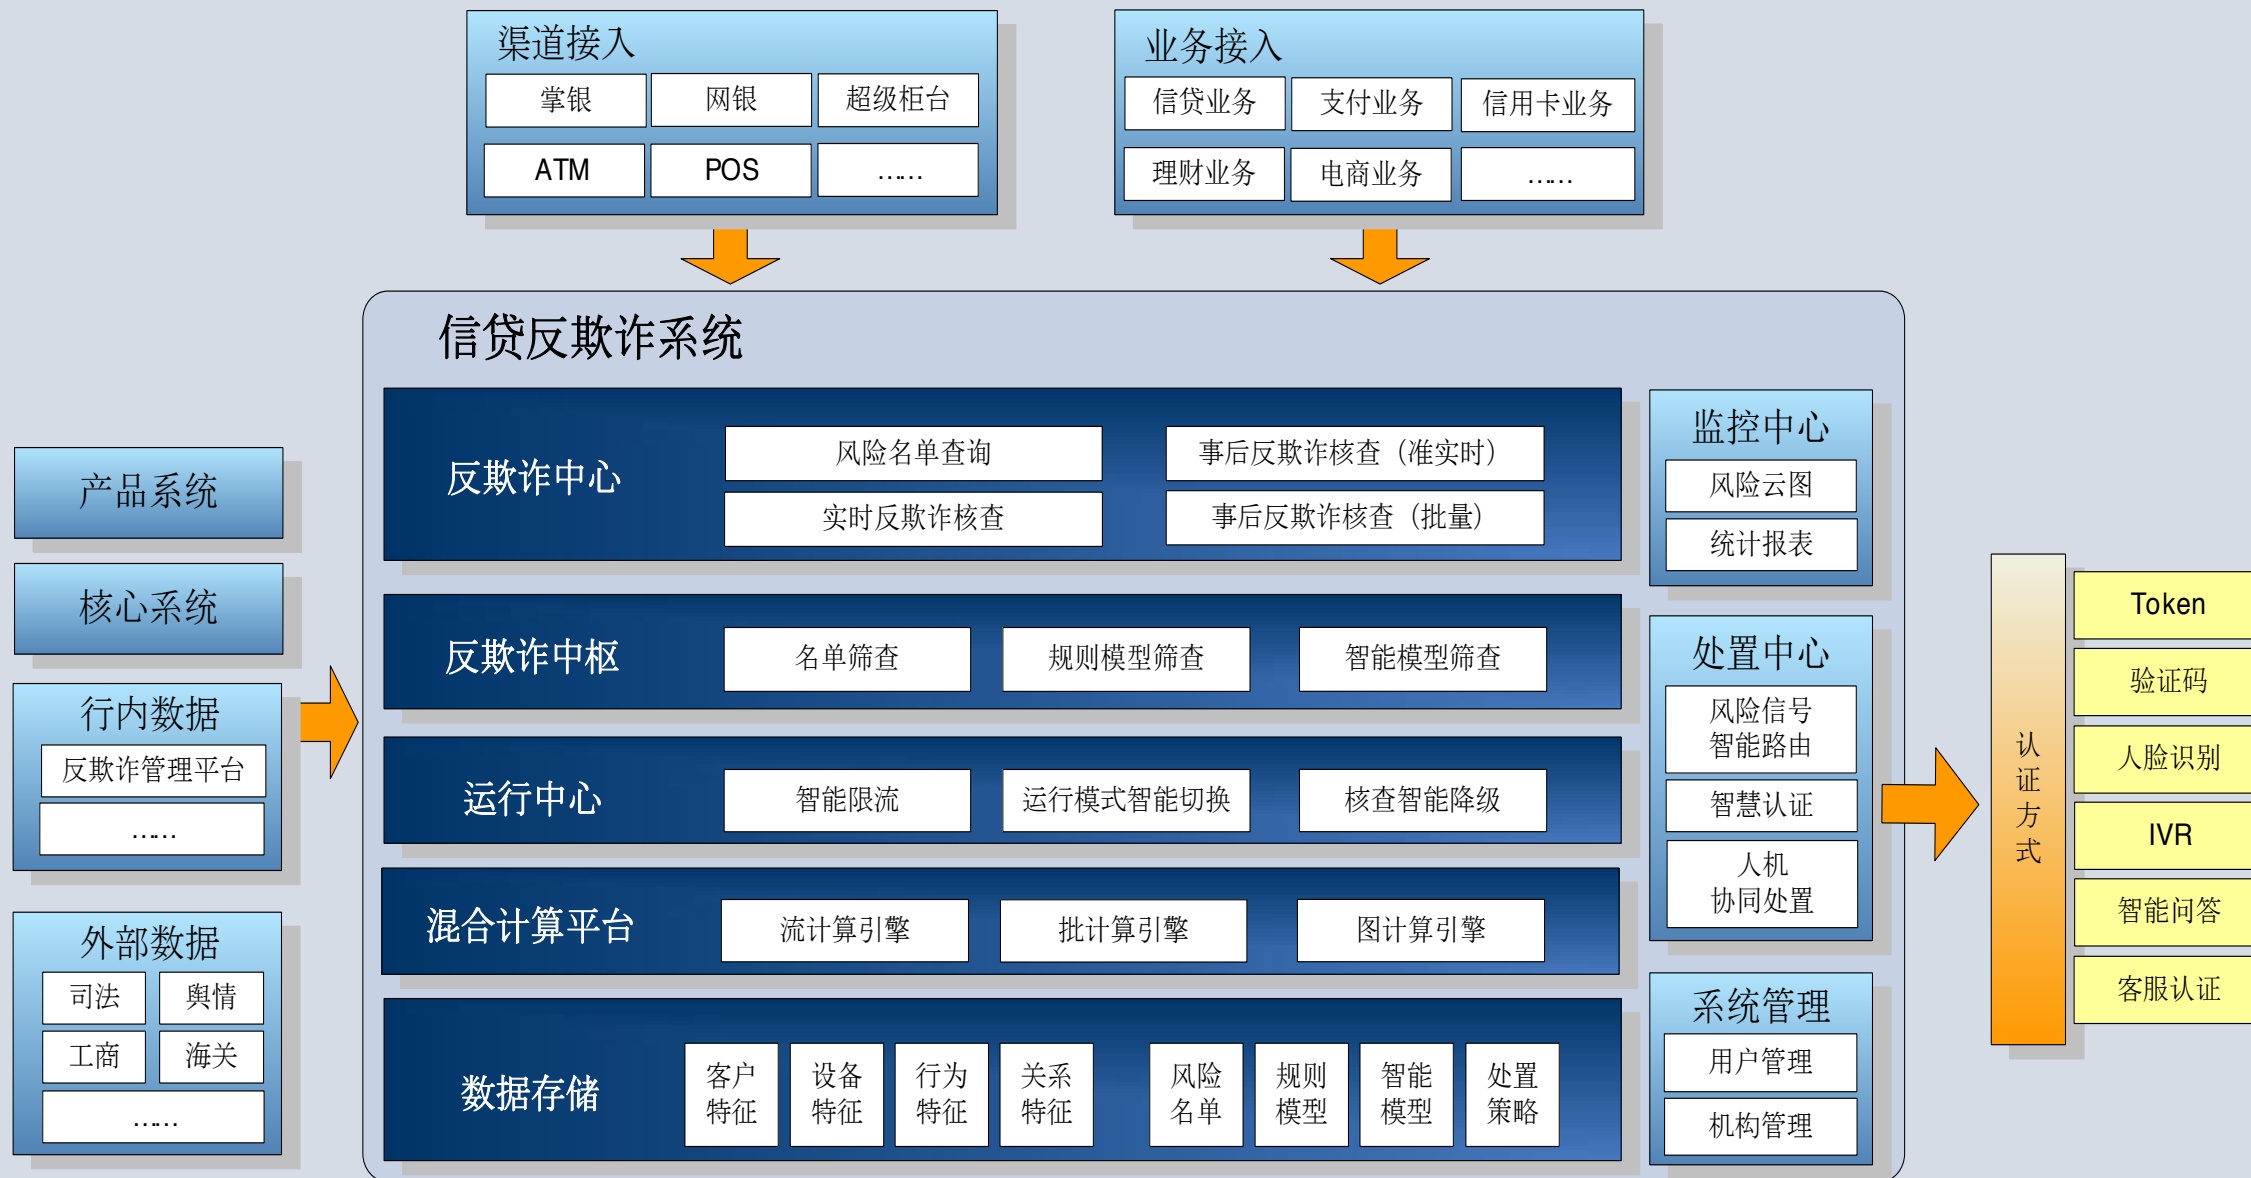 渠道接入
掌银
网银
超级柜台
ATM
POS
……
业务接入
信贷业务
支付业务
信用卡业务
理财业务
电商业务
……
产品系统
核心系统
行内数据
反欺诈管理平台
……
外部数据
司法
舆情
工商
海关
……
信贷反欺诈系统
反欺诈中心
风险名单查询
事后反欺诈核查（准实时）
实时反欺诈核查
事后反欺诈核查（批量）
反欺诈中枢
名单筛查
规则模型筛查
智能模型筛查
运行中心
智能限流
运行模式智能切换
核查智能降级
混合计算平台
流计算引擎
批计算引擎
图计算引擎
数据存储
客户
特征
设备
特征
行为
特征
关系
特征
风险
名单
规则
模型
智能
模型
处置
策略
监控中心
风险云图
统计报表
处置中心
风险信号
智能路由
智慧认证
人机
协同处置
系统管理
用户管理
机构管理
认证方式
Token
验证码
人脸识别
IVR
智能问答
客服认证